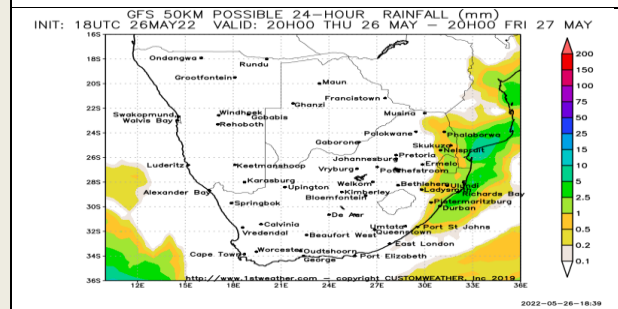 GFS 50KM POSSIBLE 24-HOUR RAINFALL (mm)
INIT: 18UTC 26MAY22 VALID: 20H00 THU 26 MAY – 20H00 FRI 27 MAY
16S
18S
20S
22S
24S
26S
28S
30S
32S
34S
36S
Ondangwa
Rundu
Grootfontein
Maun
Ghanzi
Francistown
Musina
Swakopmund
Walvis Bay
Windhoek
Gobabis
Rehoboth
Polokwane
Phalaborwa
Gaborone
Skukuza
Nelspruit
Pretoria
Johannesburg
Ermelo
Luderitz
Keetmanshoop
Vryburg
Karasburg
Upington
Welkom
Kimberley
Bethlehem
Ulundi
Ladysmith
Richards Bay
Alexander Bay
Bloemfontein
Springbok
Pietermaritzburg
Durban
De Aar
Calvinia
Vredendal
Beaufort West
Umtata
Queenstown
Port St Johns
East London
Cape Town
Worcester
Oudtshoorn
George
Port Elizabeth
http://www.1stweather.com – copyright CUSTOMWEATHER, Inc 2019
12E 15E 18E 21E 24E 27E 30E 33E 36E
200
150
100
75
50
25
15
10
5
2.5
1
0.5
0.2
0.1
2022-05-26-18:39